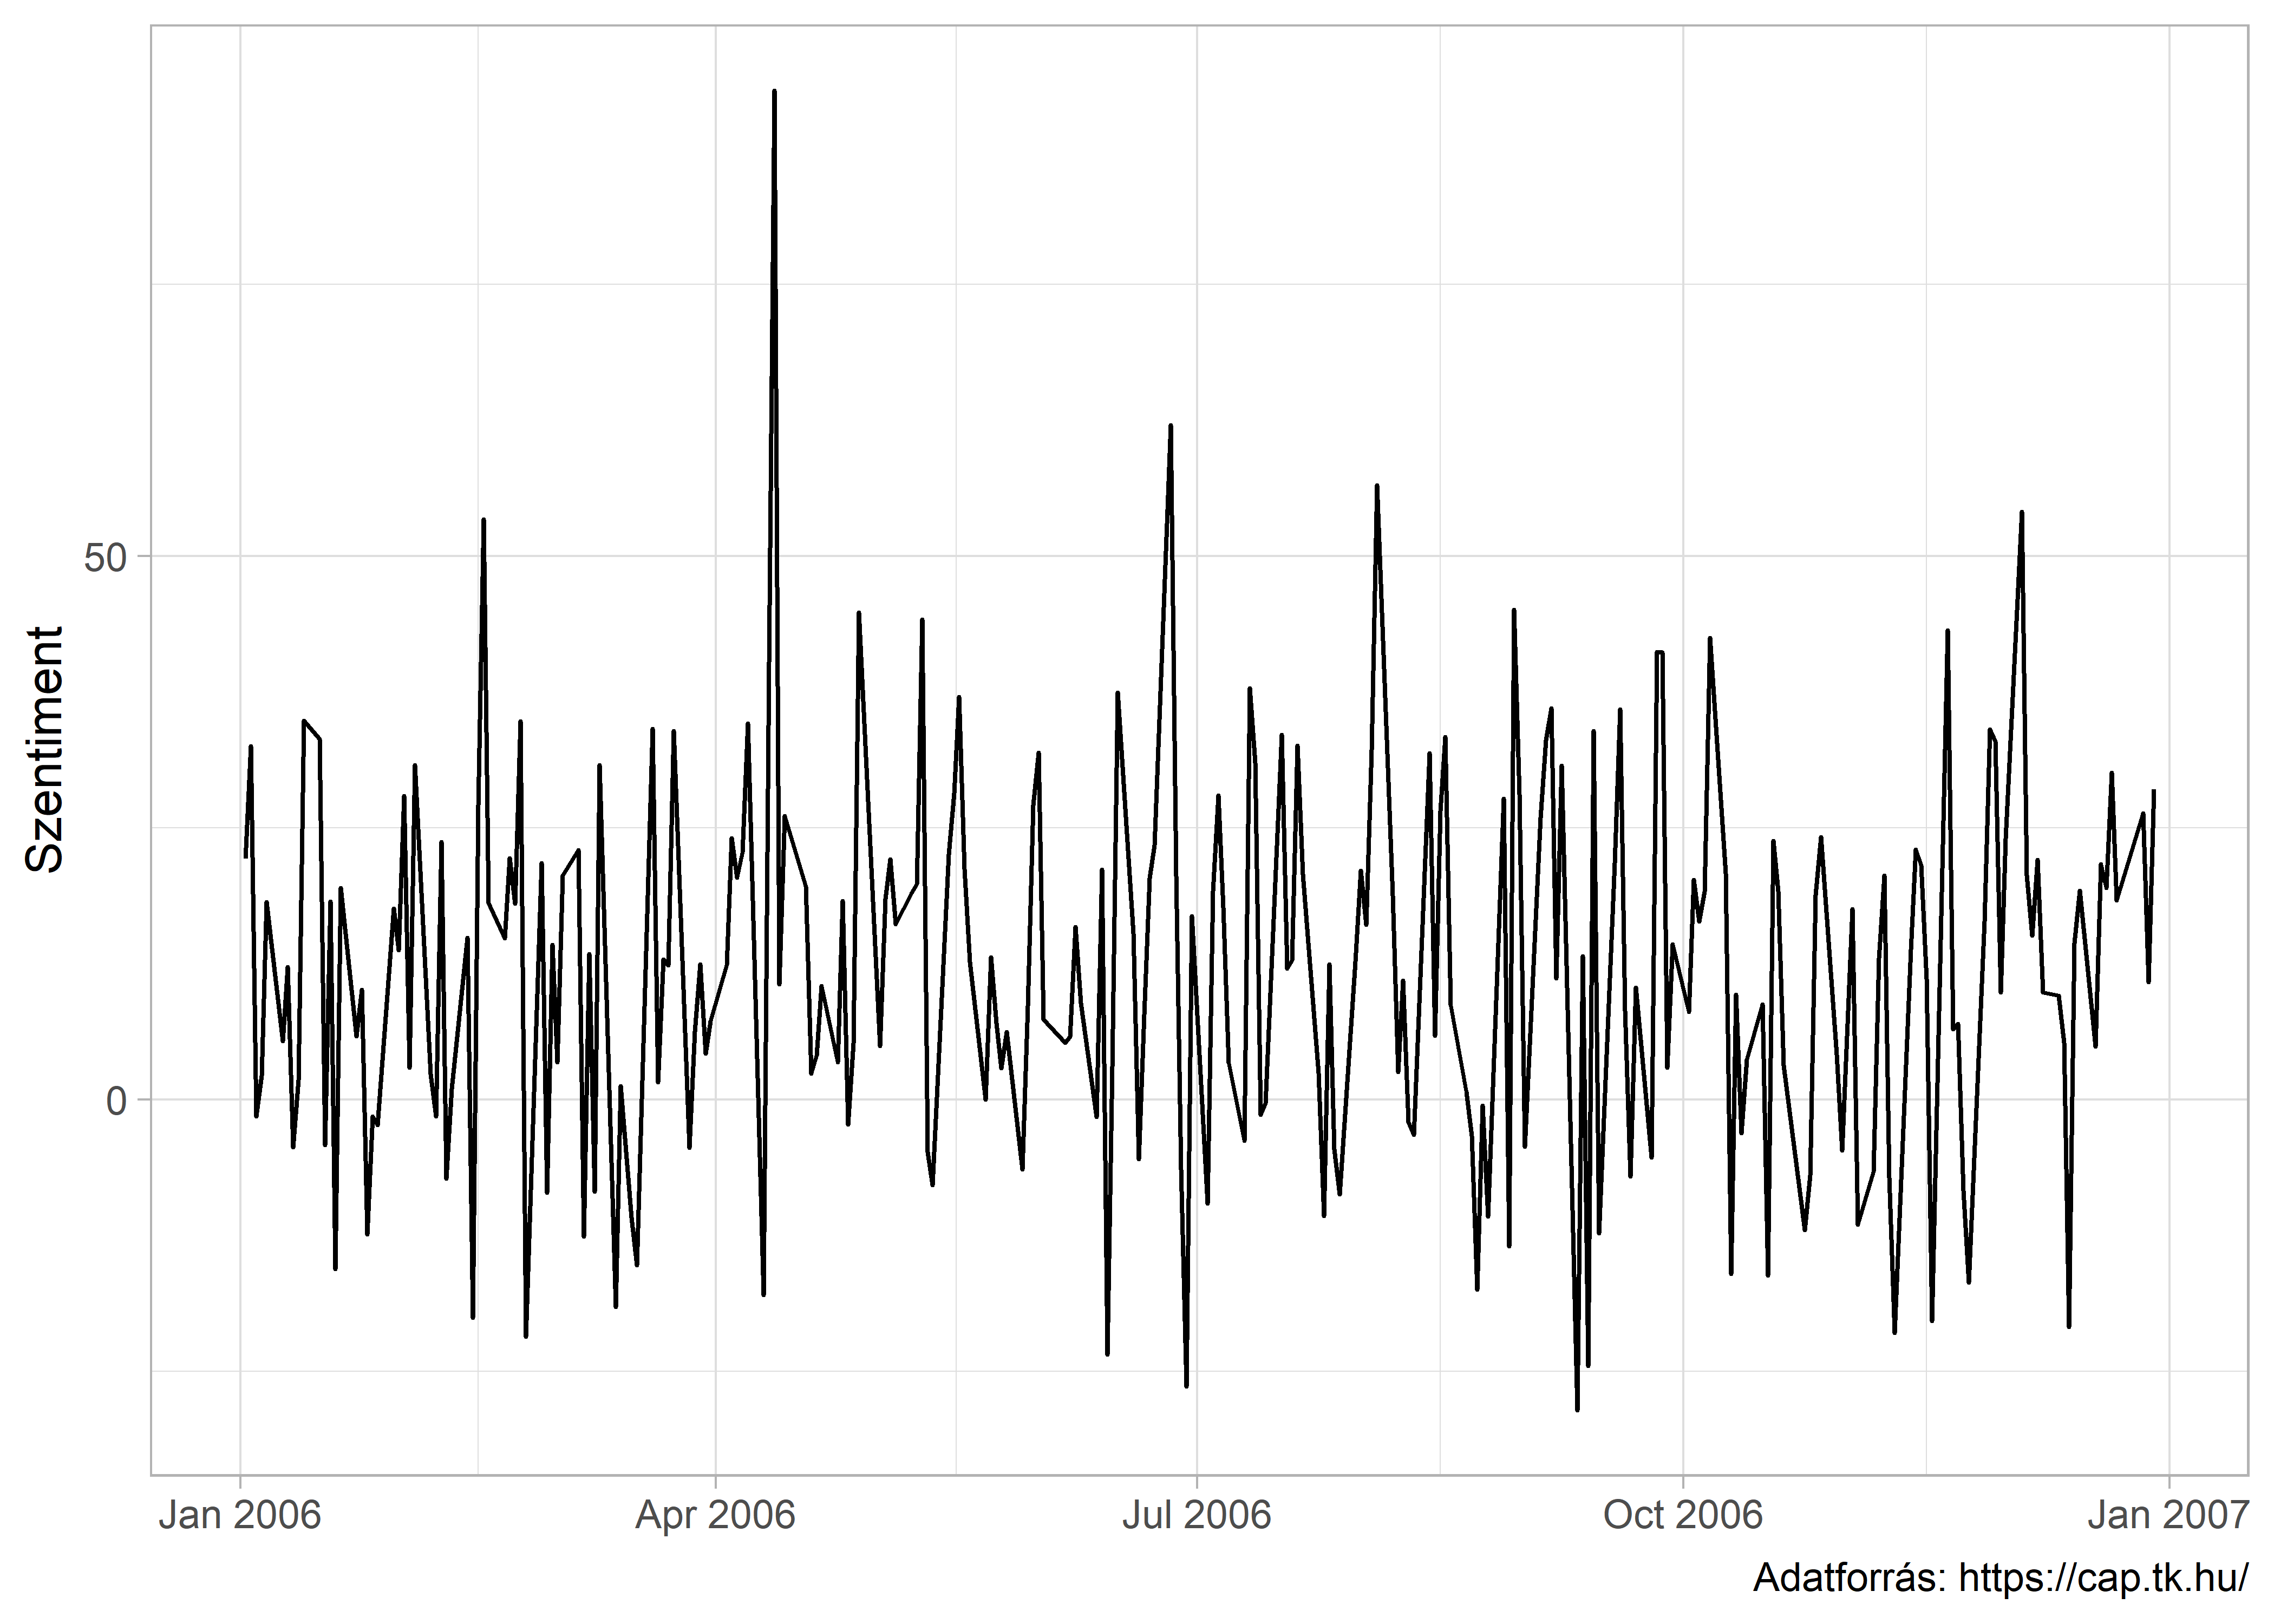 Szentiment
50
0
Jan 2006
Apr 2006
Jul 2006
Oct 2006
Jan 2007
Adatforrás: https://cap.tk.hu/